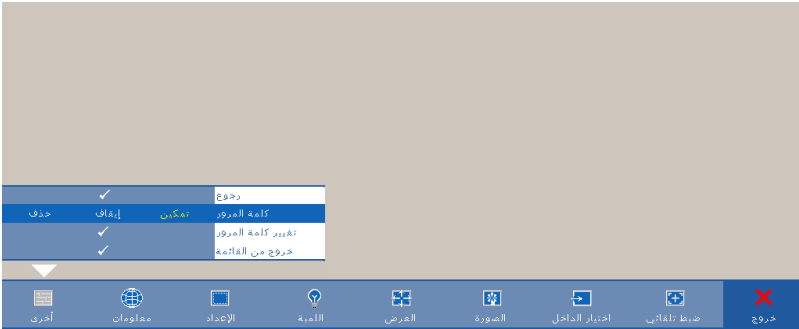 رجوع
كلمة المرور تمكين إيقاف حذف
تغيير كلمة المرور
خروج من القائمة
خروج ضبط تلقائي اختيار الداخل الصورة العرض اللمبة الإعداد معلومات أخرى